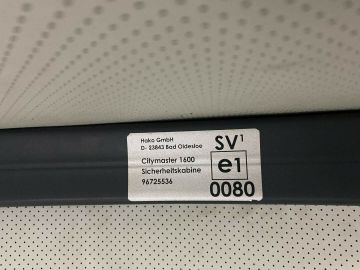 Hako GmbH
D- 23843 Bad Oldesloe
Citymaster 1600
Sicherheitskabine
96725536
SV¹
e1
0080